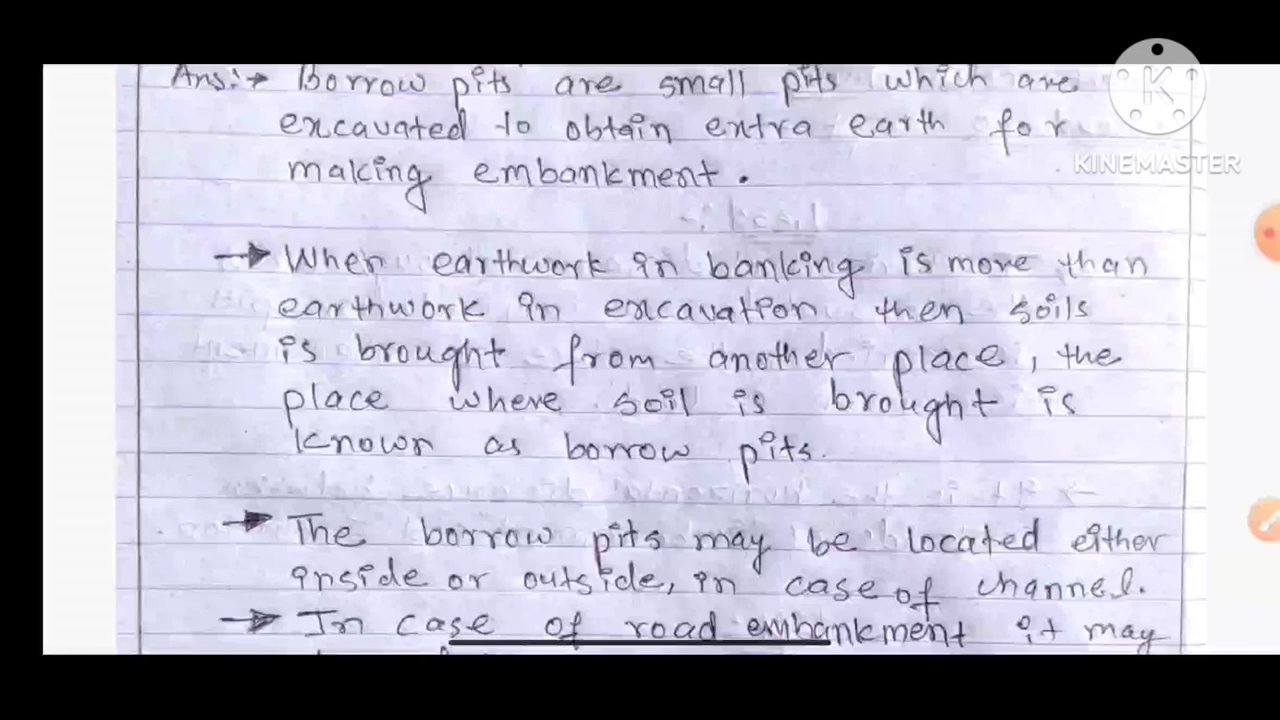 Ans:→ Borrow pits are small pits which are
excavated to obtain extra earth for
making embankment.
→ When earthwork in banking is more than
earthwork in excavation then soils
is brought from another place, the
place where soil is brought is
known as borrow pits.
→ The borrow pits may be located either
inside or outside, in case of channel.
→ In case of road embankment it may
K
KINEMASTER